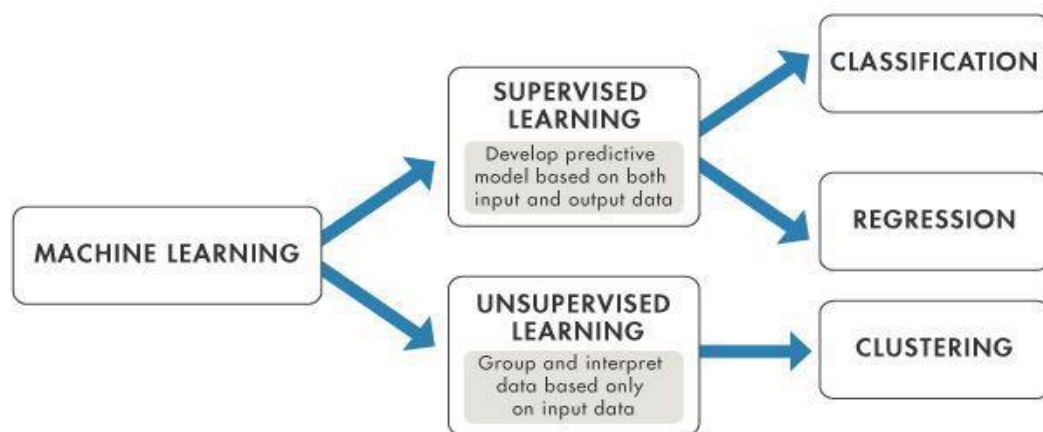 MACHINE LEARNING
SUPERVISED
LEARNING
Develop predictive
model based on both
input and output data
UNSUPERVISED
LEARNING
Group and interpret
data based only
on input data
CLASSIFICATION
REGRESSION
CLUSTERING